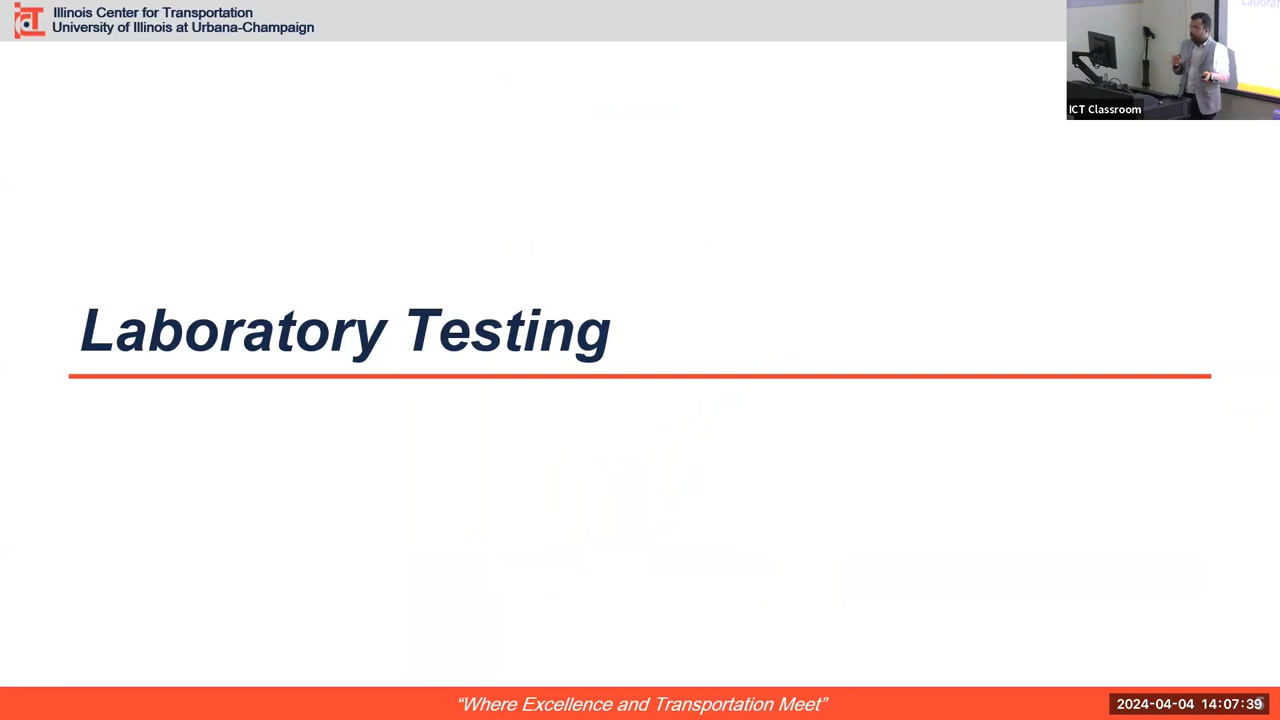 Illinois Center for Transportation
University of Illinois at Urbana-Champaign
ICT Classroom
Laboratory Testing
“Where Excellence and Transportation Meet”
2024-04-04 14:07:39